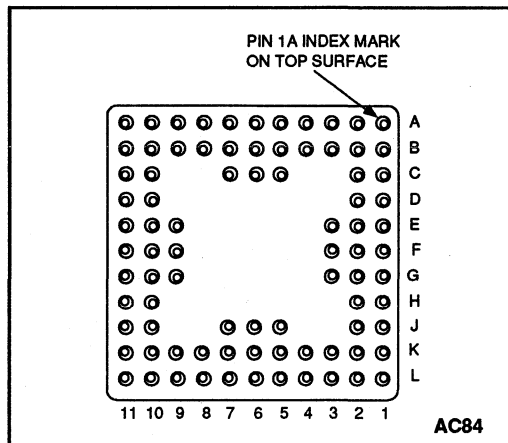 PIN 1A INDEX MARK
ON TOP SURFACE
A
B
C
D
E
F
G
H
J
K
L
11 10 9 8 7 6 5 4 3 2 1
AC84